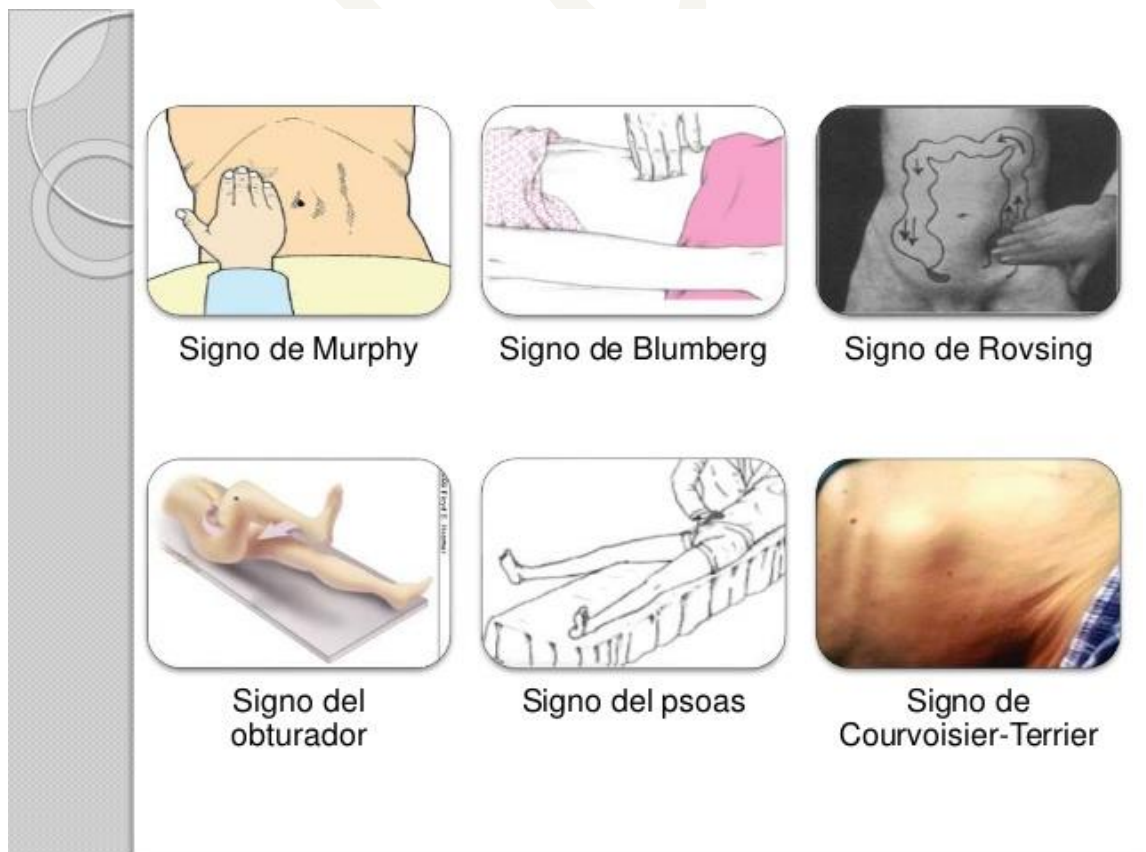 Signo de Murphy
Signo de Blumberg
Signo de Rovsing
Signo del
obturador
Signo del psoas
Signo de
Courvoisier-Terrier